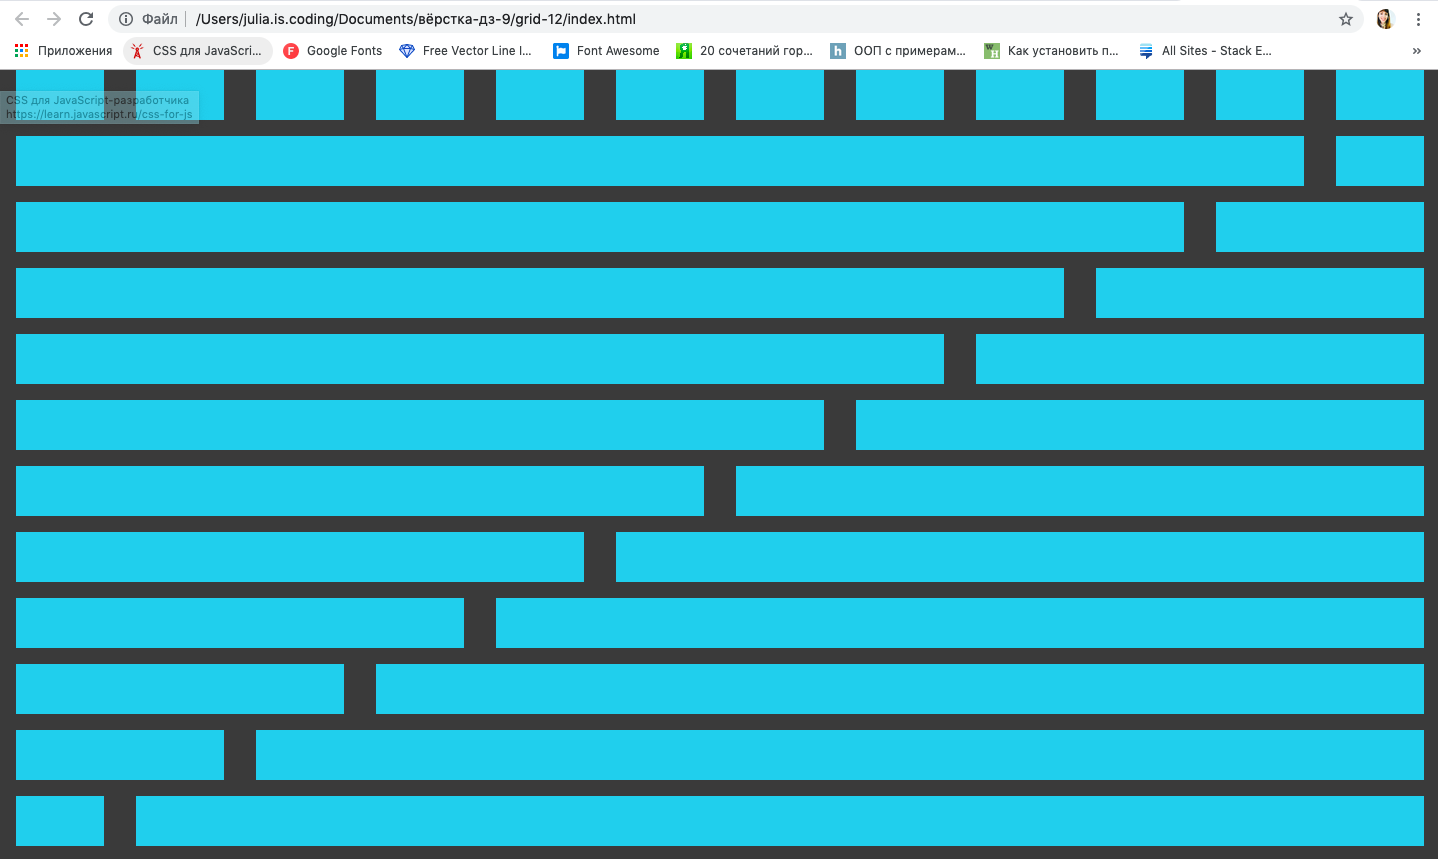 Файл /Users/julia.is.coding/Documents/вёрстка-дз-9/grid-12/index.html
Приложения CSS для JavaScri... F Google Fonts Free Vector Line I... Font Awesome Я 20 сочетаний гор... h ООП с примерам... W H Как установить п... All Sites - Stack E... »
CSS для JavaScript-разработчика
https://learn.javascript.ru/css-for-js